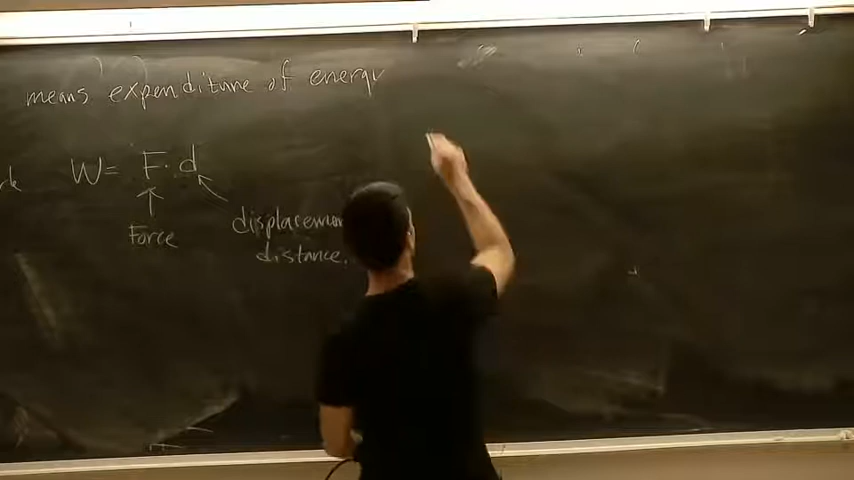 means expenditure of energy
W = F · d
Force
displacement
distance.